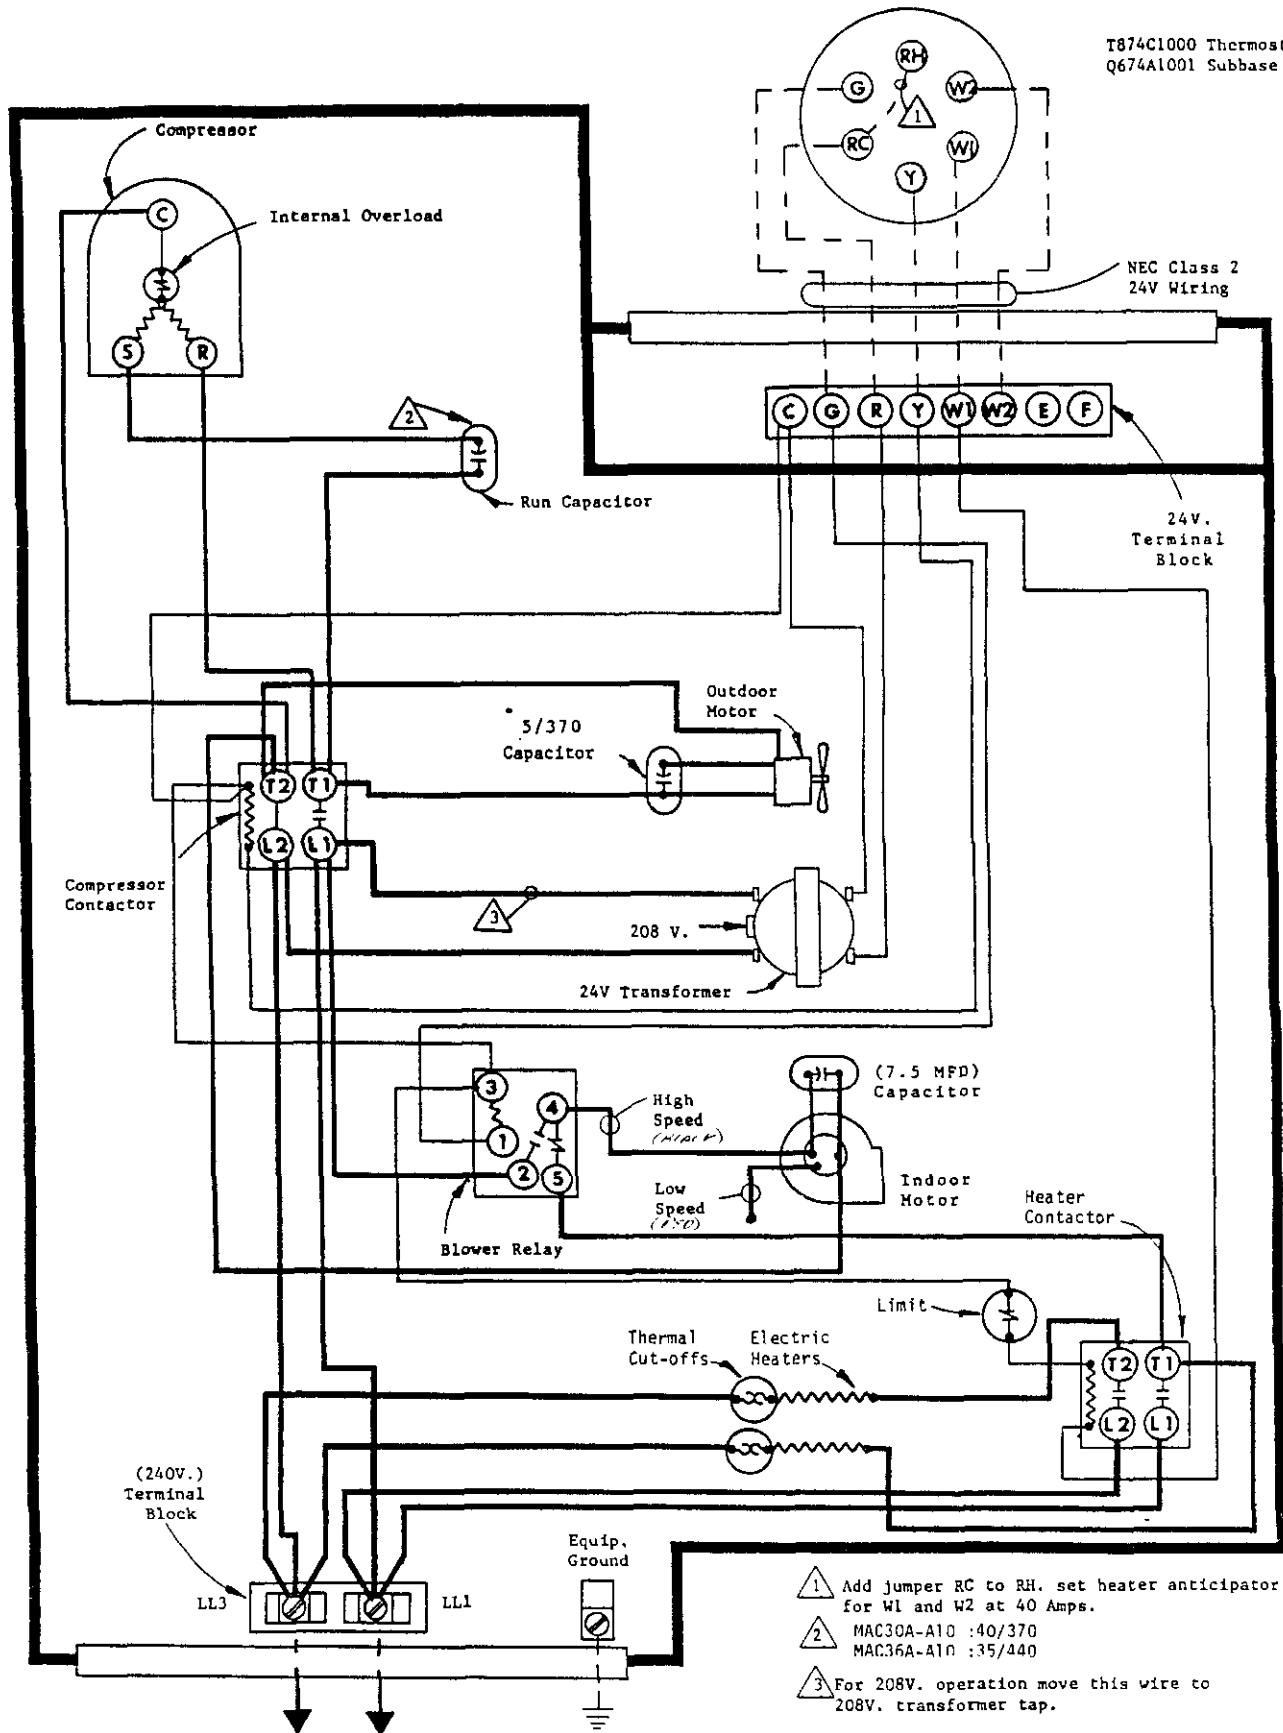 T874C1000 Thermos
Q674A1001 Subbase
RH
G
W2
1
RC
W1
Y
NEC Class 2
24V Wiring
Compressor
C
Internal Overload
S
R
C
G
R
Y
W1
W2
E
F
2
Run Capacitor
24V.
Terminal
Block
5/370
Capacitor
Outdoor
Motor
T2
T1
L2
L1
Compressor
Contactor
3
208 V.
24V Transformer
3
4
1
2
5
Blower Relay
High
Speed
Low
Speed
(7.5 MFD)
Capacitor
Indoor
Motor
Heater
Contactor
Limit
Thermal
Cut-offs
Electric
Heaters
T2
T1
L2
L1
(240V.)
Terminal
Block
LL3
LL1
Equip.
Ground
1 Add jumper RC to RH. set heater anticipator
for W1 and W2 at 40 Amps.
2 MAC30A-A10 :40/370
MAC36A-A10 :35/440
3 For 208V. operation move this wire to
208V. transformer tap.